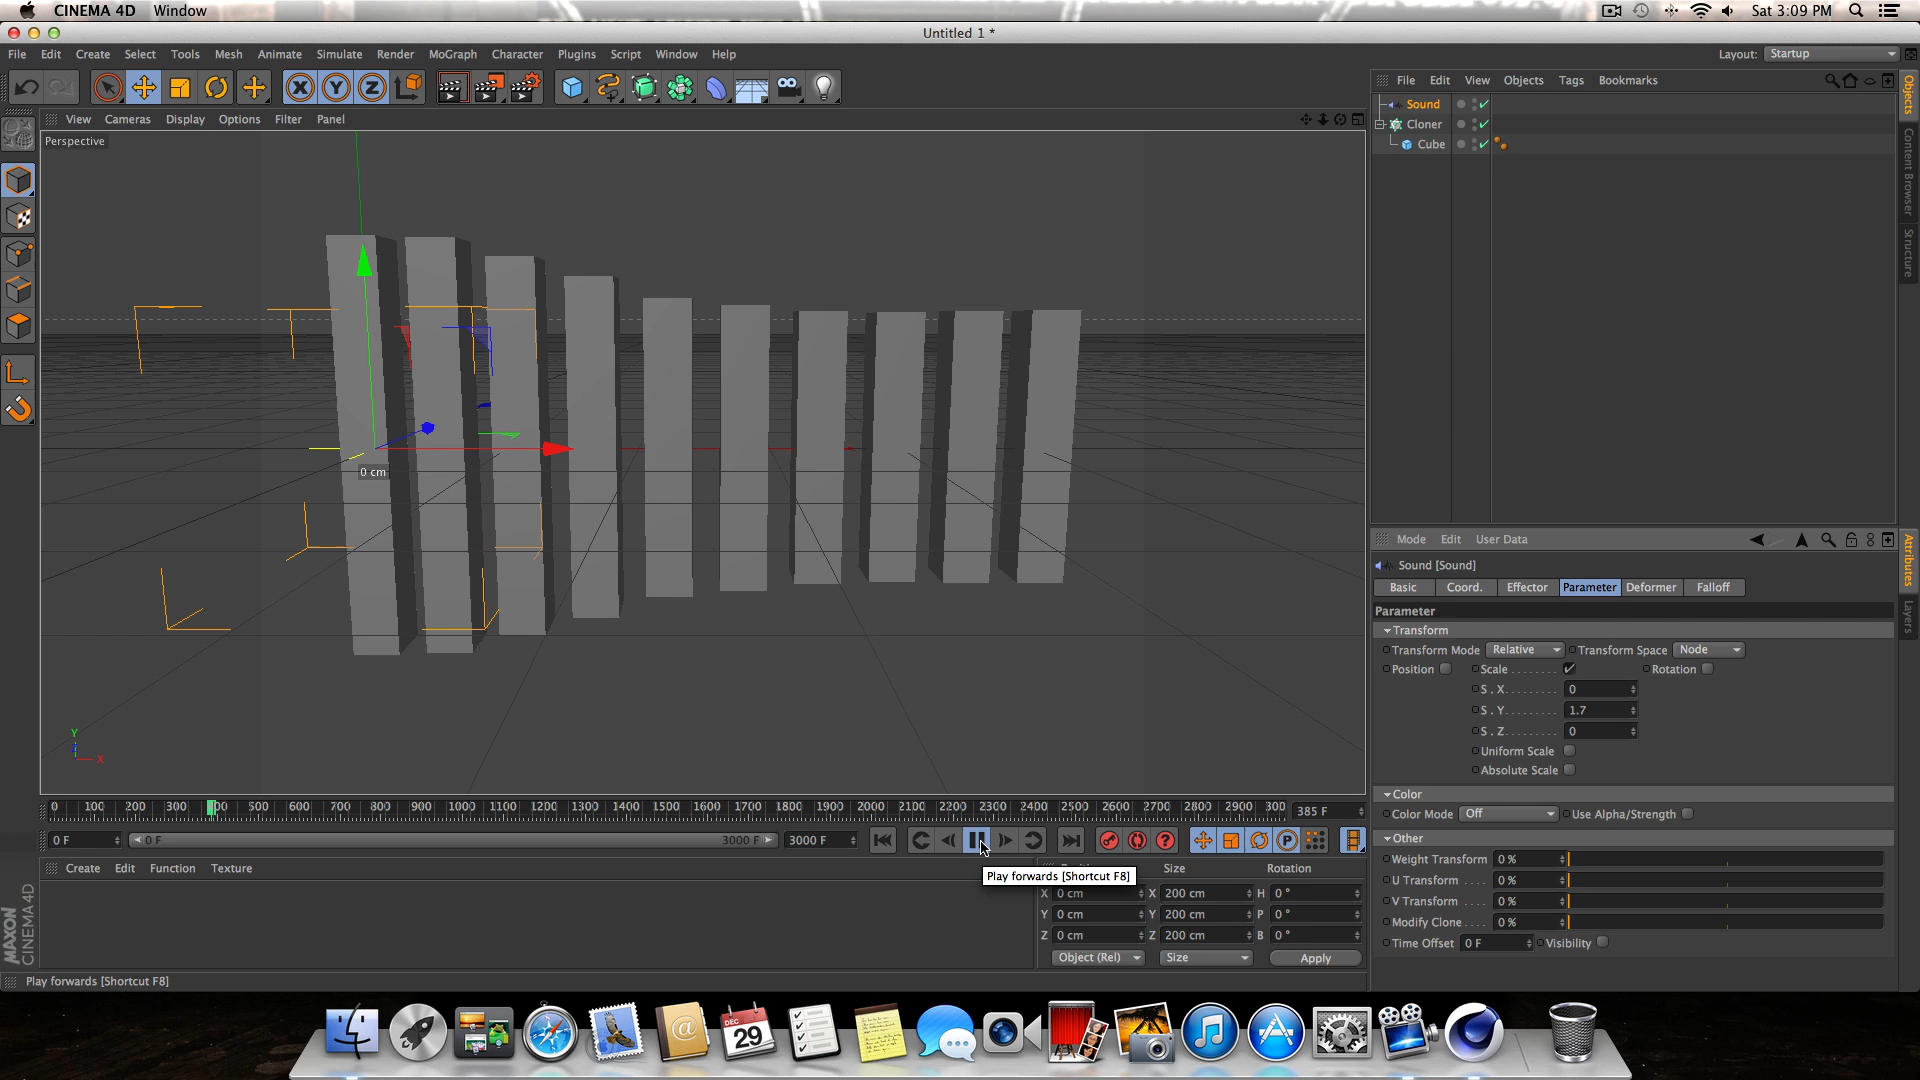 CINEMA 4D Window Sat 3:09 PM
Untitled 1 *
File Edit Create Select Tools Mesh Animate Simulate Render MoGraph Character Plugins Script Window Help Layout: Startup
File Edit View Objects Tags Bookmarks
View Cameras Display Options Filter Panel
Perspective
Sound
Cloner
Cube
Objects
Content Browser
Structure
0 cm
Y
Z
X
Mode Edit User Data
Sound [Sound]
Basic Coord. Effector Parameter Deformer Falloff
Parameter
Transform
Transform Mode Relative Transform Space Node
Position Scale Rotation
S . X 0
S . Y 1.7
S . Z 0
Uniform Scale
Absolute Scale
Color
Color Mode Off Use Alpha/Strength
Other
Weight Transform 0 %
U Transform 0 %
V Transform 0 %
Modify Clone 0 %
Time Offset 0 F Visibility
Attributes
Layers
0 100 200 300 500 600 700 800 900 1000 1100 1200 1300 1400 1500 1600 1700 1800 1900 2000 2100 2200 2300 2400 2500 2600 2700 2800 2900 300 385 F
0 F 0 F 3000 F 3000 F
Create Edit Function Texture
Size Rotation
Play forwards [Shortcut F8]
X 0 cm X 200 cm H 0 °
Y 0 cm Y 200 cm P 0 °
Z 0 cm Z 200 cm B 0 °
Object (Rel) Size Apply
MAXON
CINEMA 4D
Play forwards [Shortcut F8]
DEC
29